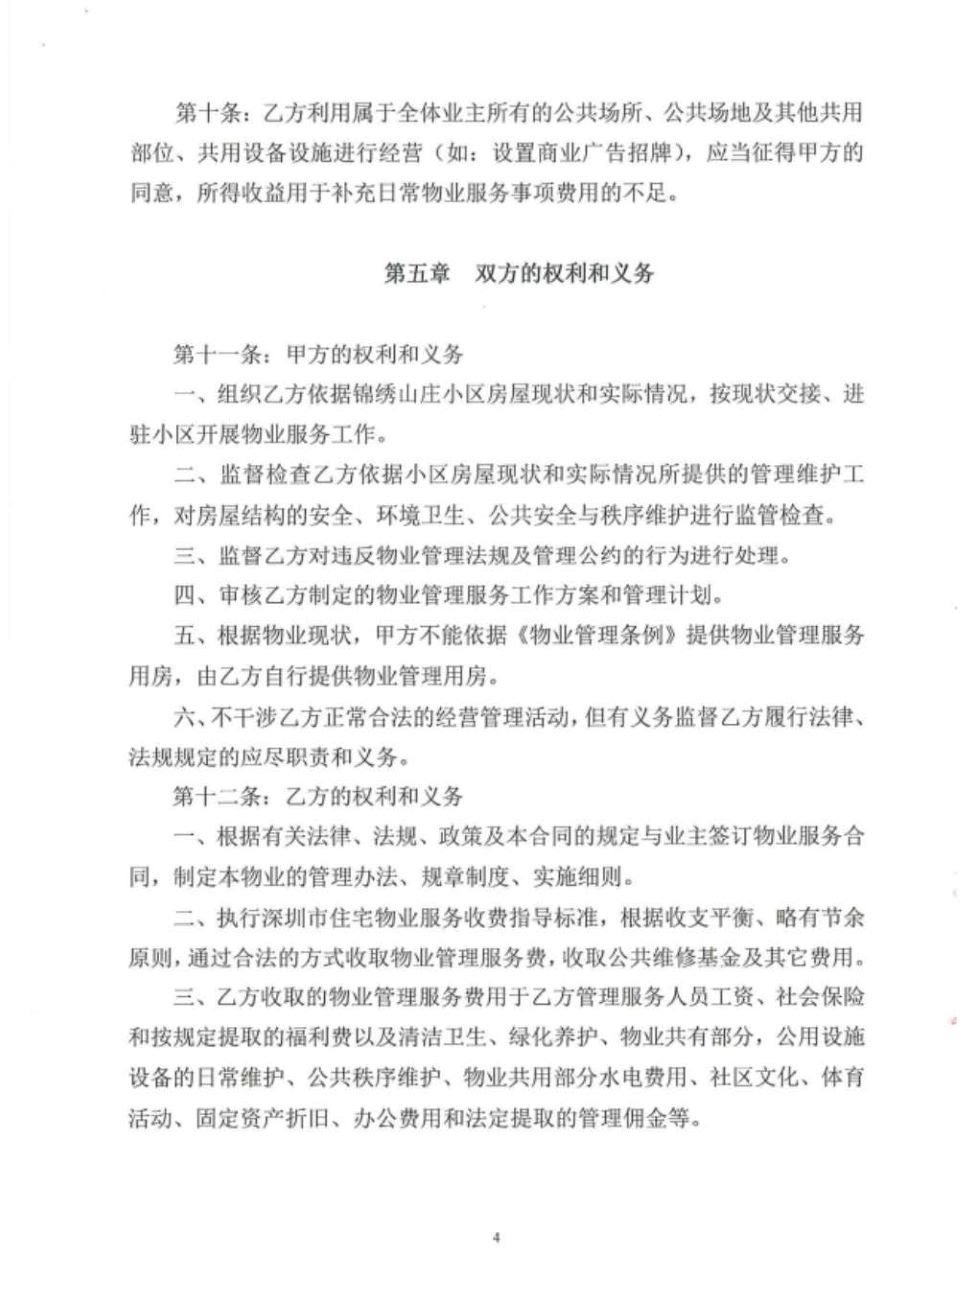 第十条：乙方利用属于全体业主所有的公共场所、公共场地及其他共用
部位、共用设备设施进行经营（如：设置商业广告招牌），应当征得甲方的
同意，所得收益用于补充日常物业服务事项费用的不足。
第五章 双方的权利和义务
第十一条：甲方的权利和义务
一、组织乙方依据锦绣山庄小区房屋现状和实际情况，按现状交接、进
驻小区开展物业服务工作。
二、监督检查乙方依据小区房屋现状和实际情况所提供的管理维护工
作，对房屋结构的安全、环境卫生、公共安全与秩序维护进行监管检查。
三、监督乙方对违反物业管理法规及管理公约的行为进行处理。
四、审核乙方制定的物业管理服务工作方案和管理计划。
五、根据物业现状，甲方不能依据《物业管理条例》提供物业管理服务
用房，由乙方自行提供物业管理用房。
六、不干涉乙方正常合法的经营管理活动，但有义务监督乙方履行法律、
法规规定的应尽职责和义务。
第十二条：乙方的权利和义务
一、根据有关法律、法规、政策及本合同的规定与业主签订物业服务合
同，制定本物业的管理办法、规章制度、实施细则。
二、执行深圳市住宅物业服务收费指导标准，根据收支平衡、略有节余
原则，通过合法的方式收取物业管理服务费，收取公共维修基金及其它费用。
三、乙方收取的物业管理服务费用于乙方管理服务人员工资、社会保险
和按规定提取的福利费以及清洁卫生、绿化养护、物业共有部分，公用设施
设备的日常维护、公共秩序维护、物业共用部分水电费用、社区文化、体育
活动、固定资产折旧、办公费用和法定提取的管理佣金等。
4